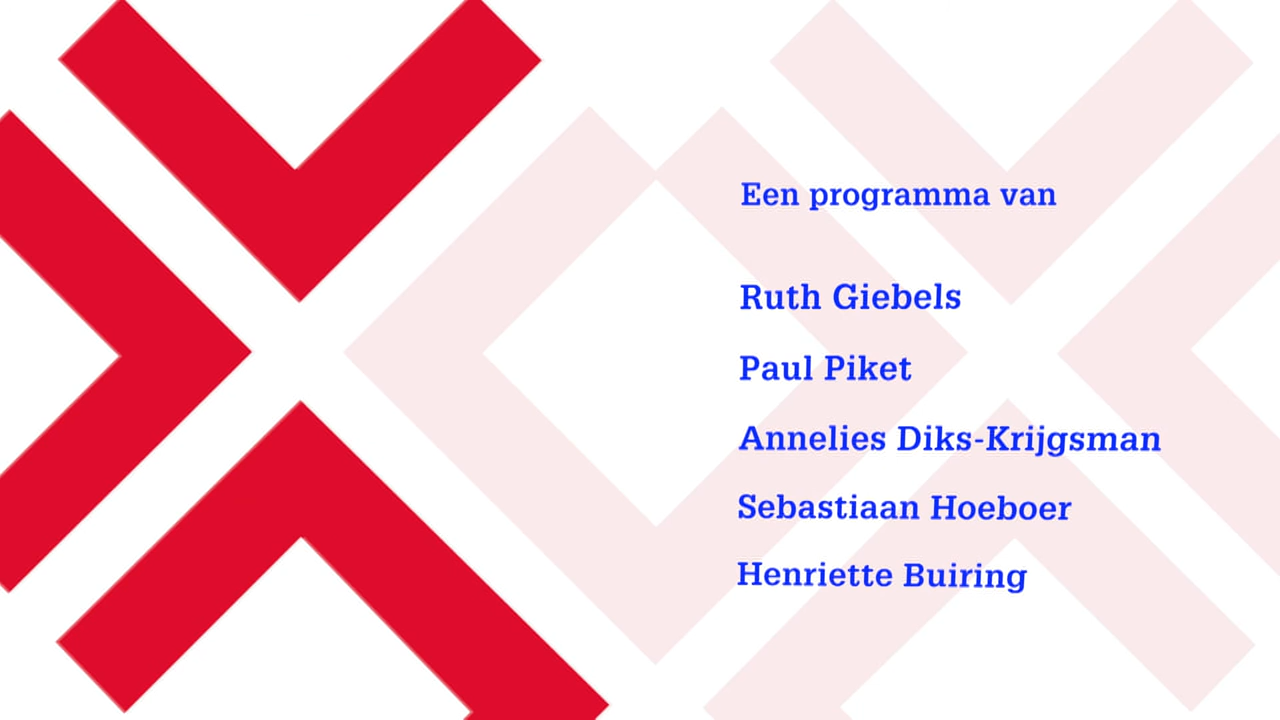 Een programma van
Ruth Giebels
Paul Piket
Annelies Diks-Krijgsman
Sebastiaan Hoeboer
Henriette Buiring